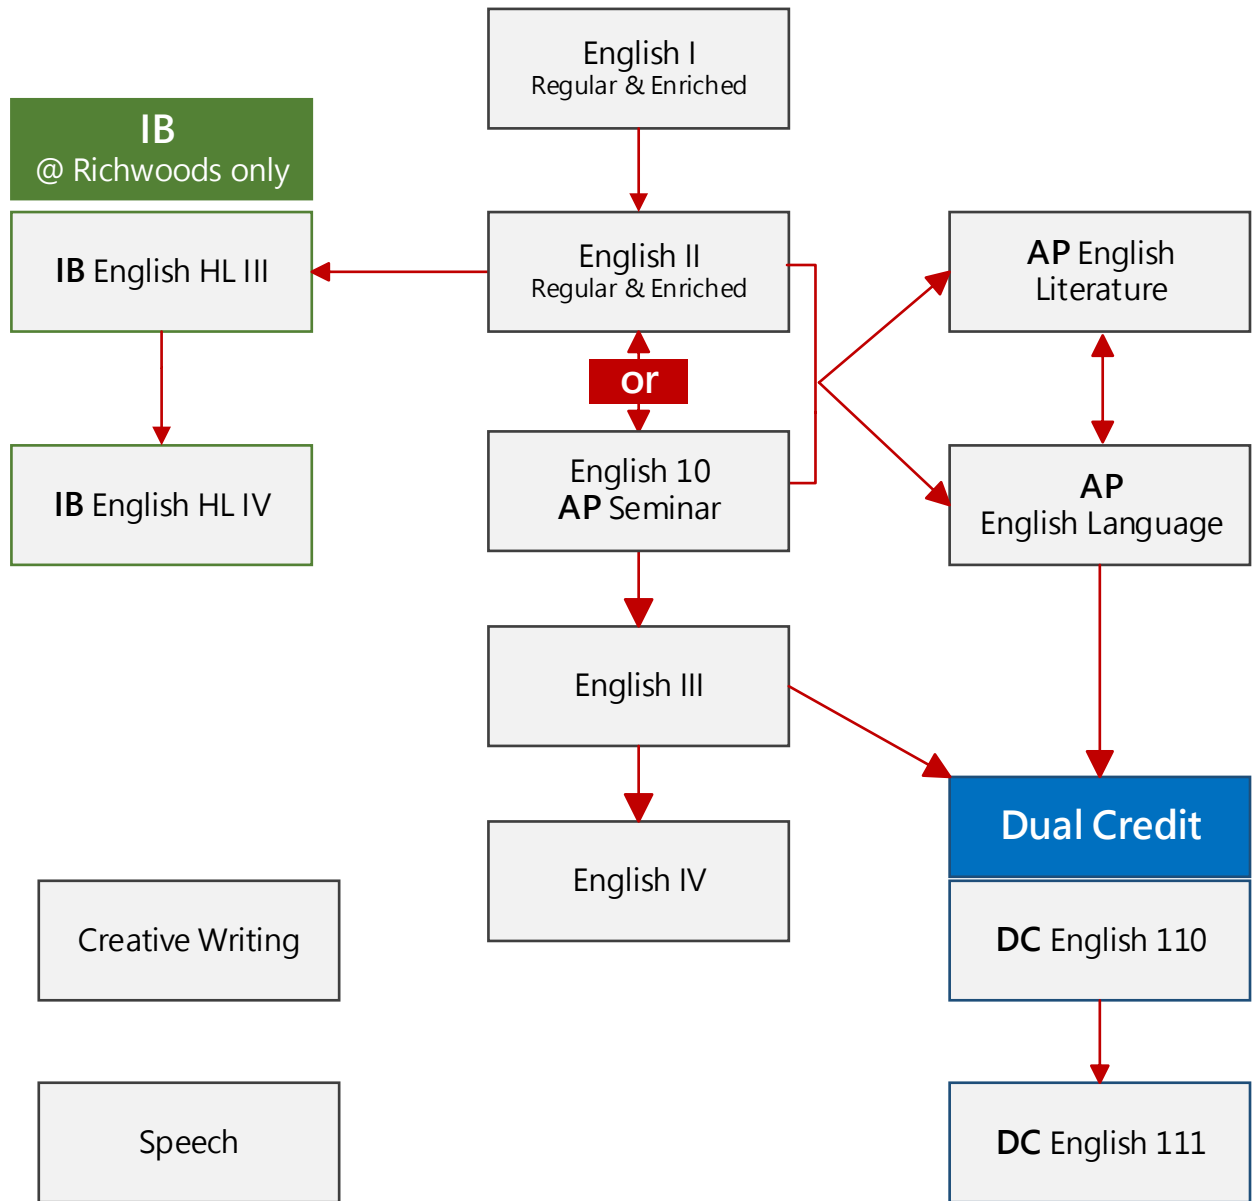 English I
Regular & Enriched
IB
@ Richwoods only
IB English HL III
English II
Regular & Enriched
AP English
Literature
or
IB English HL IV
English 10
AP Seminar
AP
English Language
English III
Dual Credit
English IV
Creative Writing
DC English 110
Speech
DC English 111